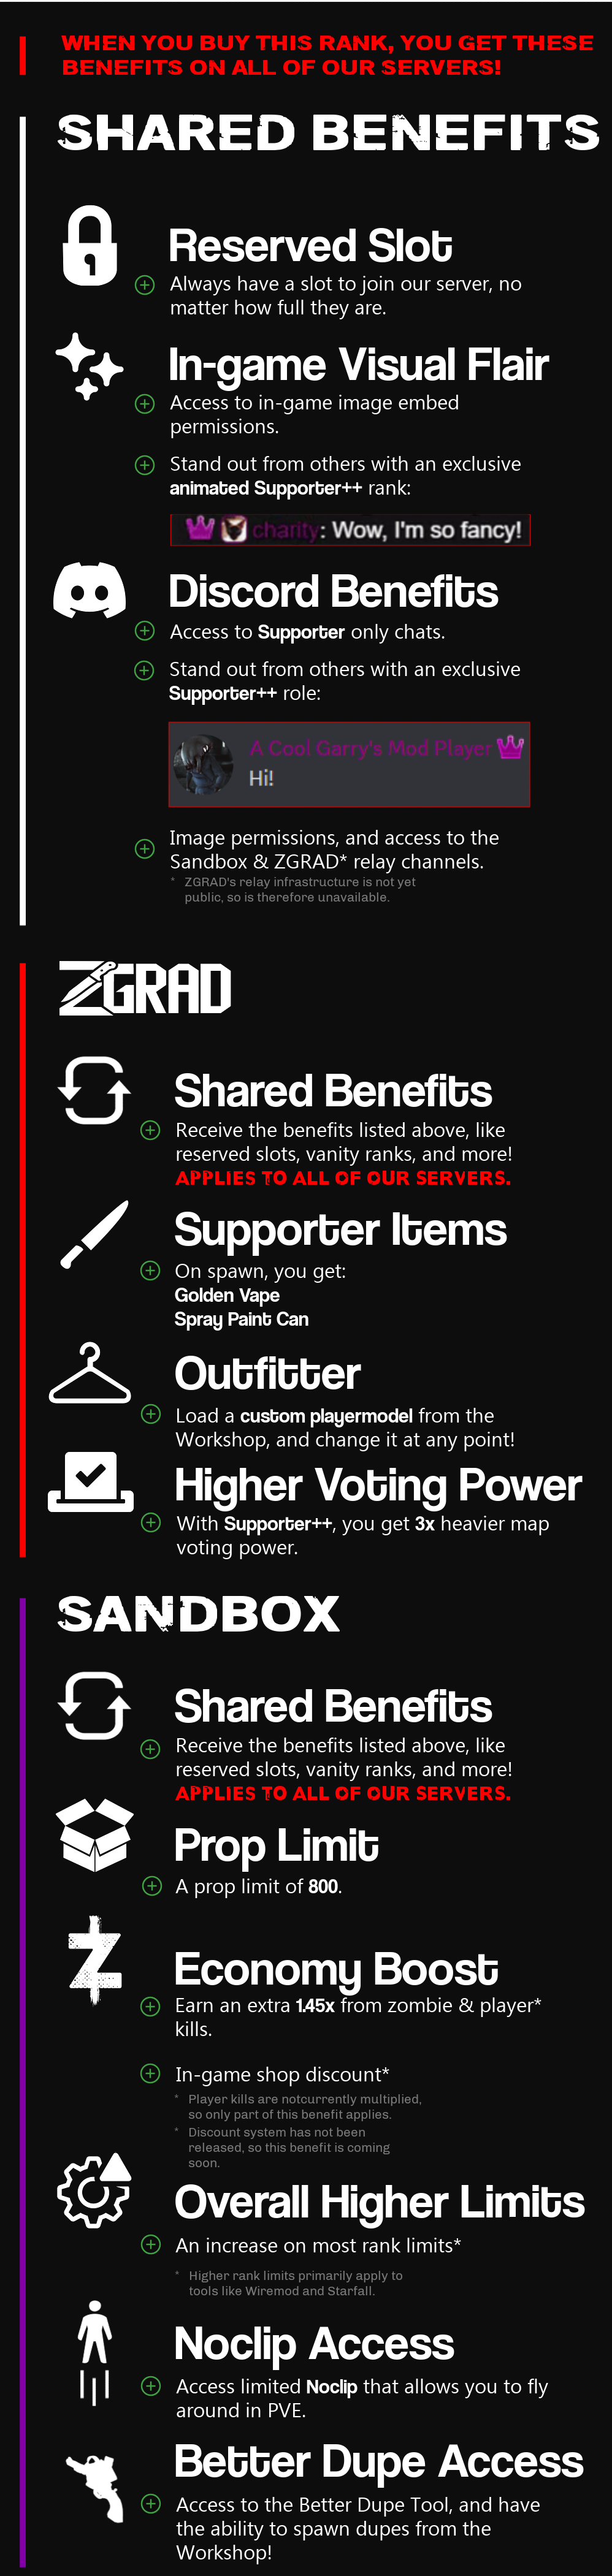 WHEN YOU BUY THIS RANK, YOU GET THESE
BENEFITS ON ALL OF OUR SERVERS!
SHARED BENEFITS
Reserved Slot
Always have a slot to join our server, no
matter how full they are.
In-game Visual Flair
Access to in-game image embed
permissions.
Stand out from others with an exclusive
animated Supporter++ rank:
charity: Wow, I'm so fancy!
Discord Benefits
Access to Supporter only chats.
Stand out from others with an exclusive
Supporter++ role:
A Cool Garry's Mod Player
Hi!
Image permissions, and access to the
Sandbox & ZGRAD* relay channels.
* ZGRAD's relay infrastructure is not yet
public, so is therefore unavailable.
ZGRAD
Shared Benefits
Receive the benefits listed above, like
reserved slots, vanity ranks, and more!
APPLIES TO ALL OF OUR SERVERS.
Supporter Items
On spawn, you get:
Golden Vape
Spray Paint Can
Outfitter
Load a custom playermodel from the
Workshop, and change it at any point!
Higher Voting Power
With Supporter++, you get 3x heavier map
voting power.
SANDBOX
Shared Benefits
Receive the benefits listed above, like
reserved slots, vanity ranks, and more!
APPLIES TO ALL OF OUR SERVERS.
Prop Limit
A prop limit of 800.
Economy Boost
Earn an extra 1.45x from zombie & player*
kills.
In-game shop discount*
* Player kills are notcurrently multiplied,
so only part of this benefit applies.
* Discount system has not been
released, so this benefit is coming
soon.
Overall Higher Limits
An increase on most rank limits*
* Higher rank limits primarily apply to
tools like Wiremod and Starfall.
Noclip Access
Access limited Noclip that allows you to fly
around in PVE.
Better Dupe Access
Access to the Better Dupe Tool, and have
the ability to spawn dupes from the
Workshop!